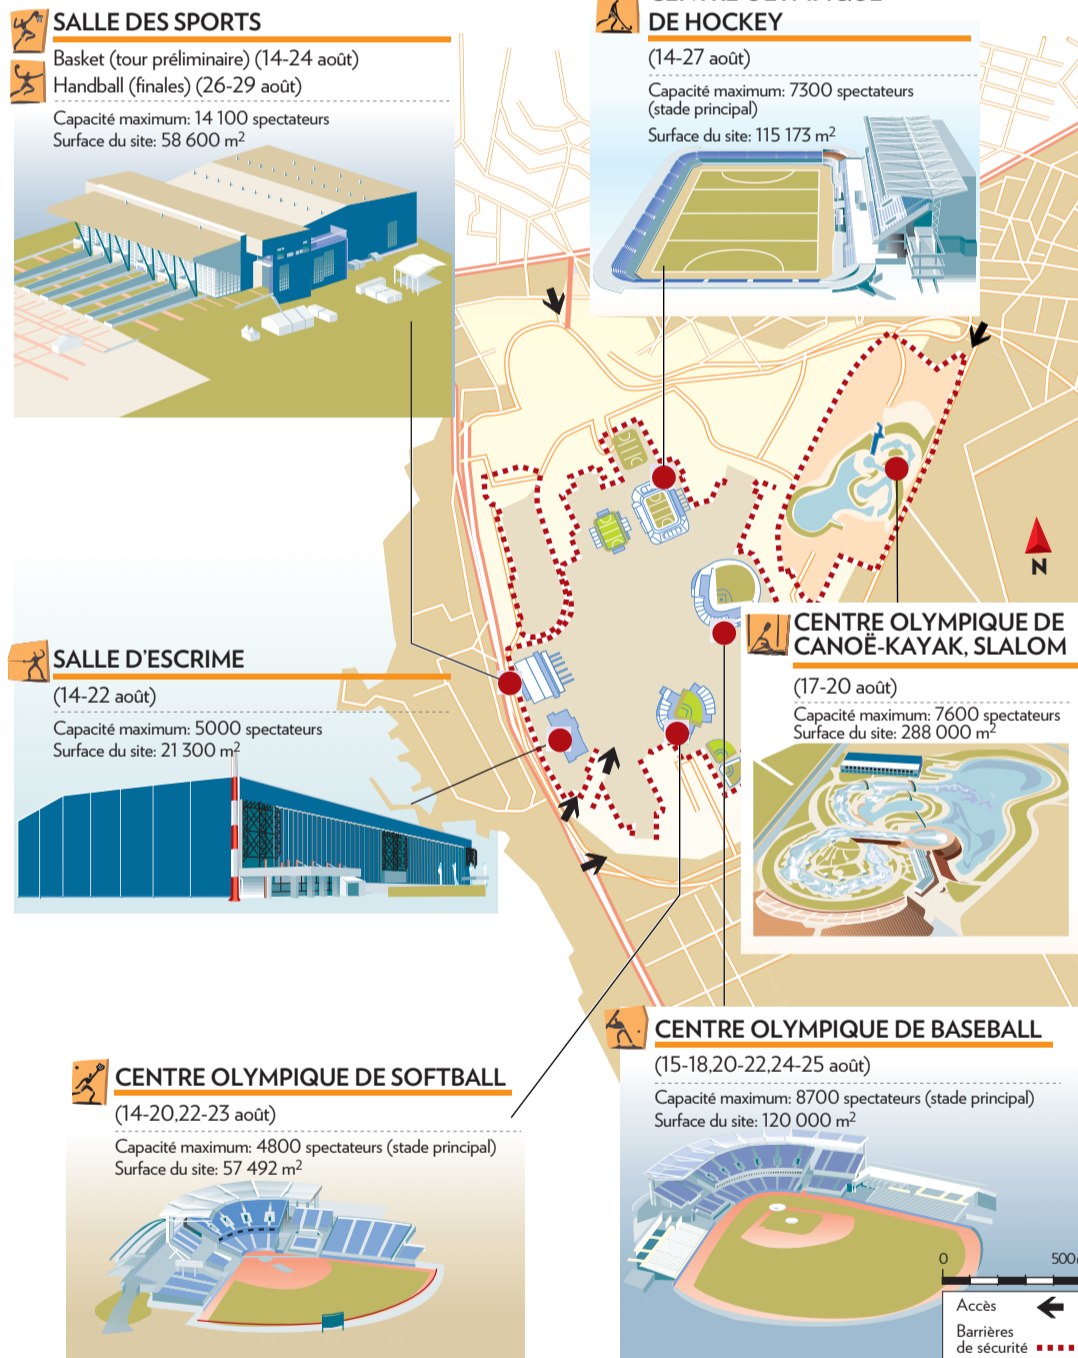 SALLE DES SPORTS
Basket (tour préliminaire) (14-24 août)
Handball (finales) (26-29 août)
Capacité maximum: 14 100 spectateurs
Surface du site: 58 600 m²
DE HOCKEY
(14-27 août)
Capacité maximum: 7300 spectateurs
(stade principal)
Surface du site: 115 173 m²
N
CENTRE OLYMPIQUE DE
CANOË-KAYAK, SLALOM
(17-20 août)
Capacité maximum: 7600 spectateurs
Surface du site: 288 000 m²
SALLE D'ESCRIME
(14-22 août)
Capacité maximum: 5000 spectateurs
Surface du site: 21 300 m²
CENTRE OLYMPIQUE DE SOFTBALL
(14-20,22-23 août)
Capacité maximum: 4800 spectateurs (stade principal)
Surface du site: 57 492 m²
CENTRE OLYMPIQUE DE BASEBALL
(15-18,20-22,24-25 août)
Capacité maximum: 8700 spectateurs (stade principal)
Surface du site: 120 000 m²
0 500
Accès
Barrières
de sécurité